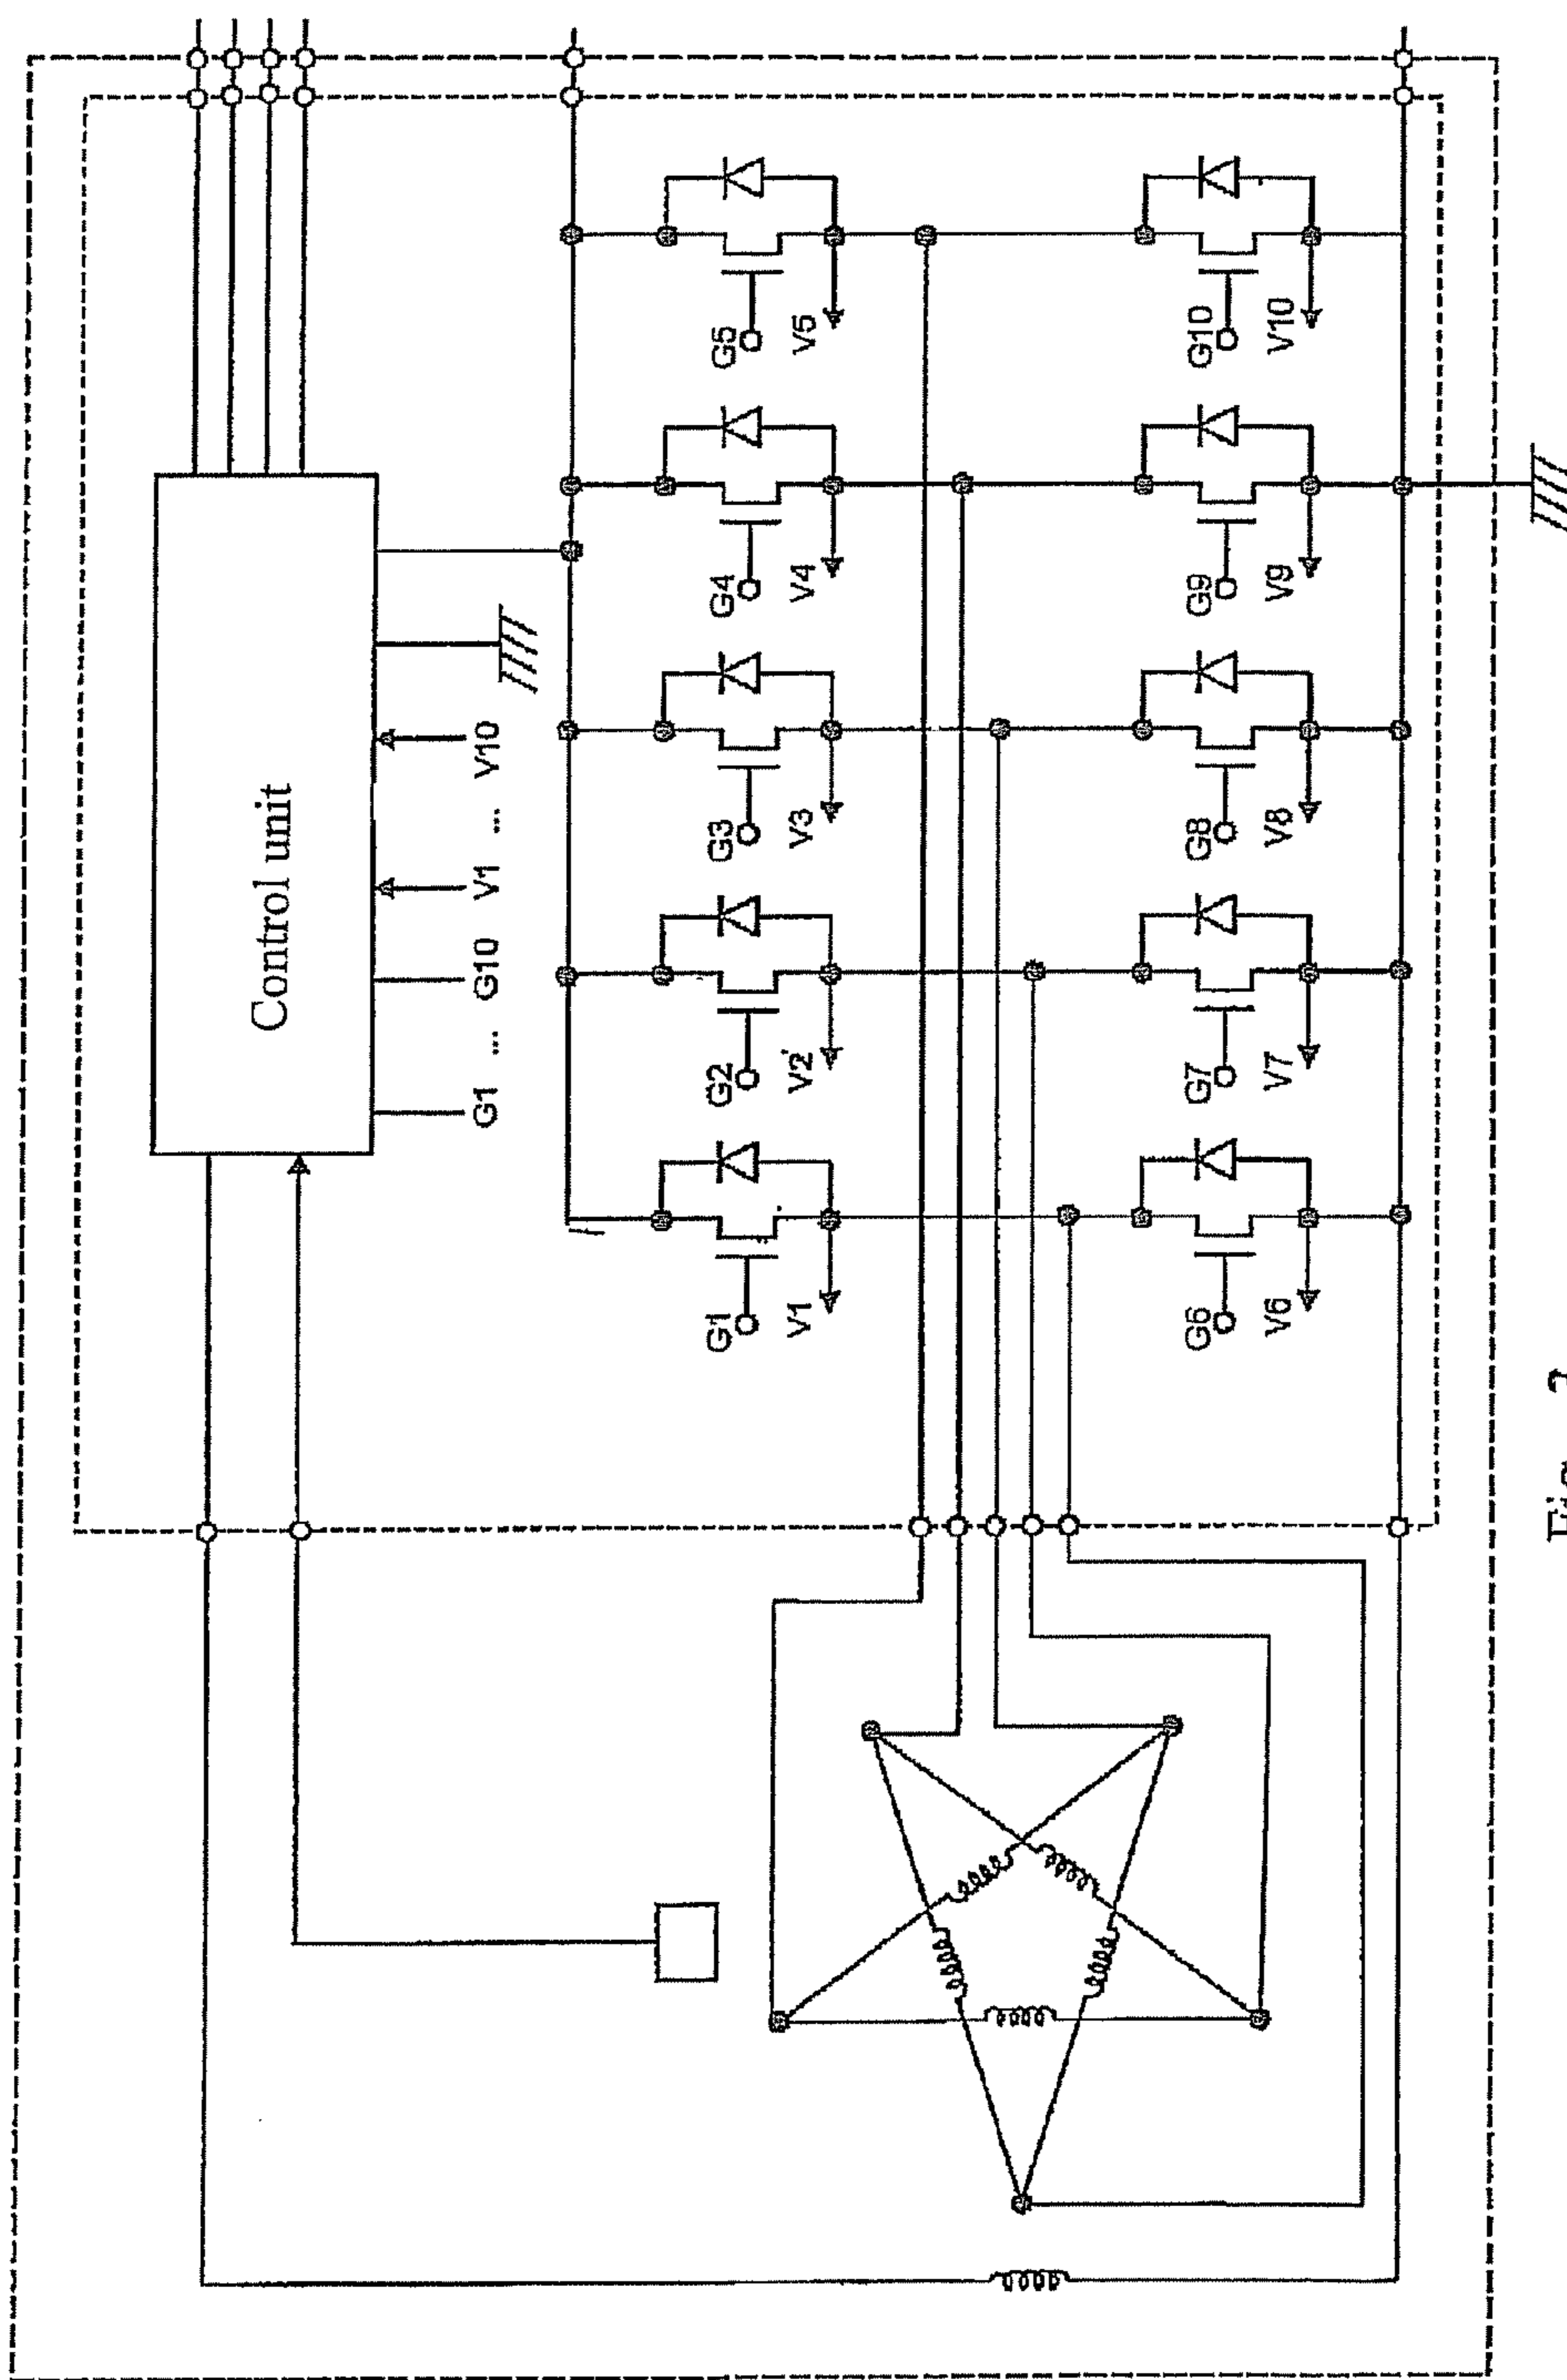 Control unit
G1 ... G10 V1 ... V10
G1
V1
G2
V2
G3
V3
G4
V4
G5
V5
G6
V6
G7
V7
G8
V8
G9
V9
G10
V10